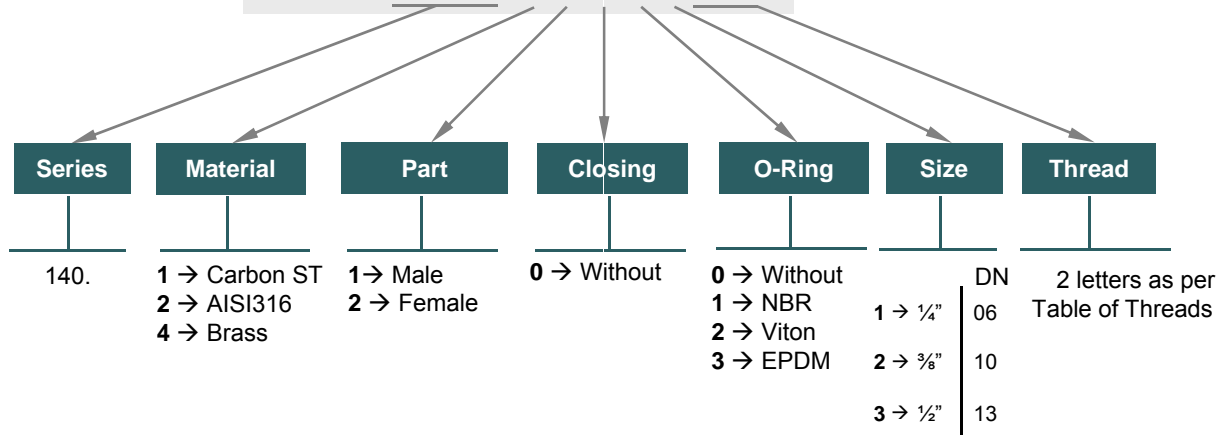 Series Material Part Closing O-Ring Size Thread
140.
1 → Carbon ST
2 → AISI316
4 → Brass
1→ Male
2 → Female
0 → Without
0 → Without
1 → NBR
2 → Viton
3 → EPDM
DN
1 → ¼” 06
2 → ⅜” 10
3 → ½” 13
2 letters as per
Table of Threads